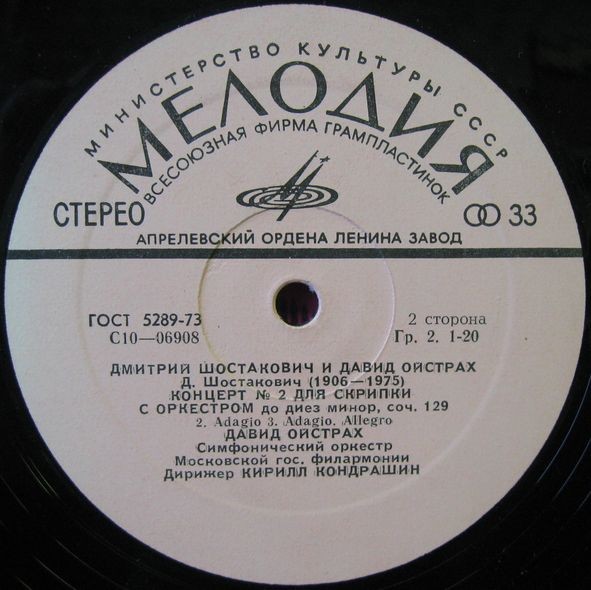 МИНИСТЕРСТВО КУЛЬТУРЫ СССР
МЕЛОДИЯ
ВСЕСОЮЗНАЯ ФИРМА ГРАМПЛАСТИНОК
СТЕРЕО
33
АПРЕЛЕВСКИЙ ОРДЕНА ЛЕНИНА ЗАВОД
ГОСТ 5289-73
2 сторона
С10—06908
Гр. 2. 1-20
ДМИТРИЙ ШОСТАКОВИЧ И ДАВИД ОЙСТРАХ
Д. Шостакович (1906—1975)
КОНЦЕРТ № 2 ДЛЯ СКРИПКИ
С ОРКЕСТРОМ до диез минор, соч. 129
2. Adagio 3. Adagio. Allegro
ДАВИД ОЙСТРАХ
Симфонический оркестр
Московской гос. филармонии
Дирижер КИРИЛЛ КОНДРАШИН